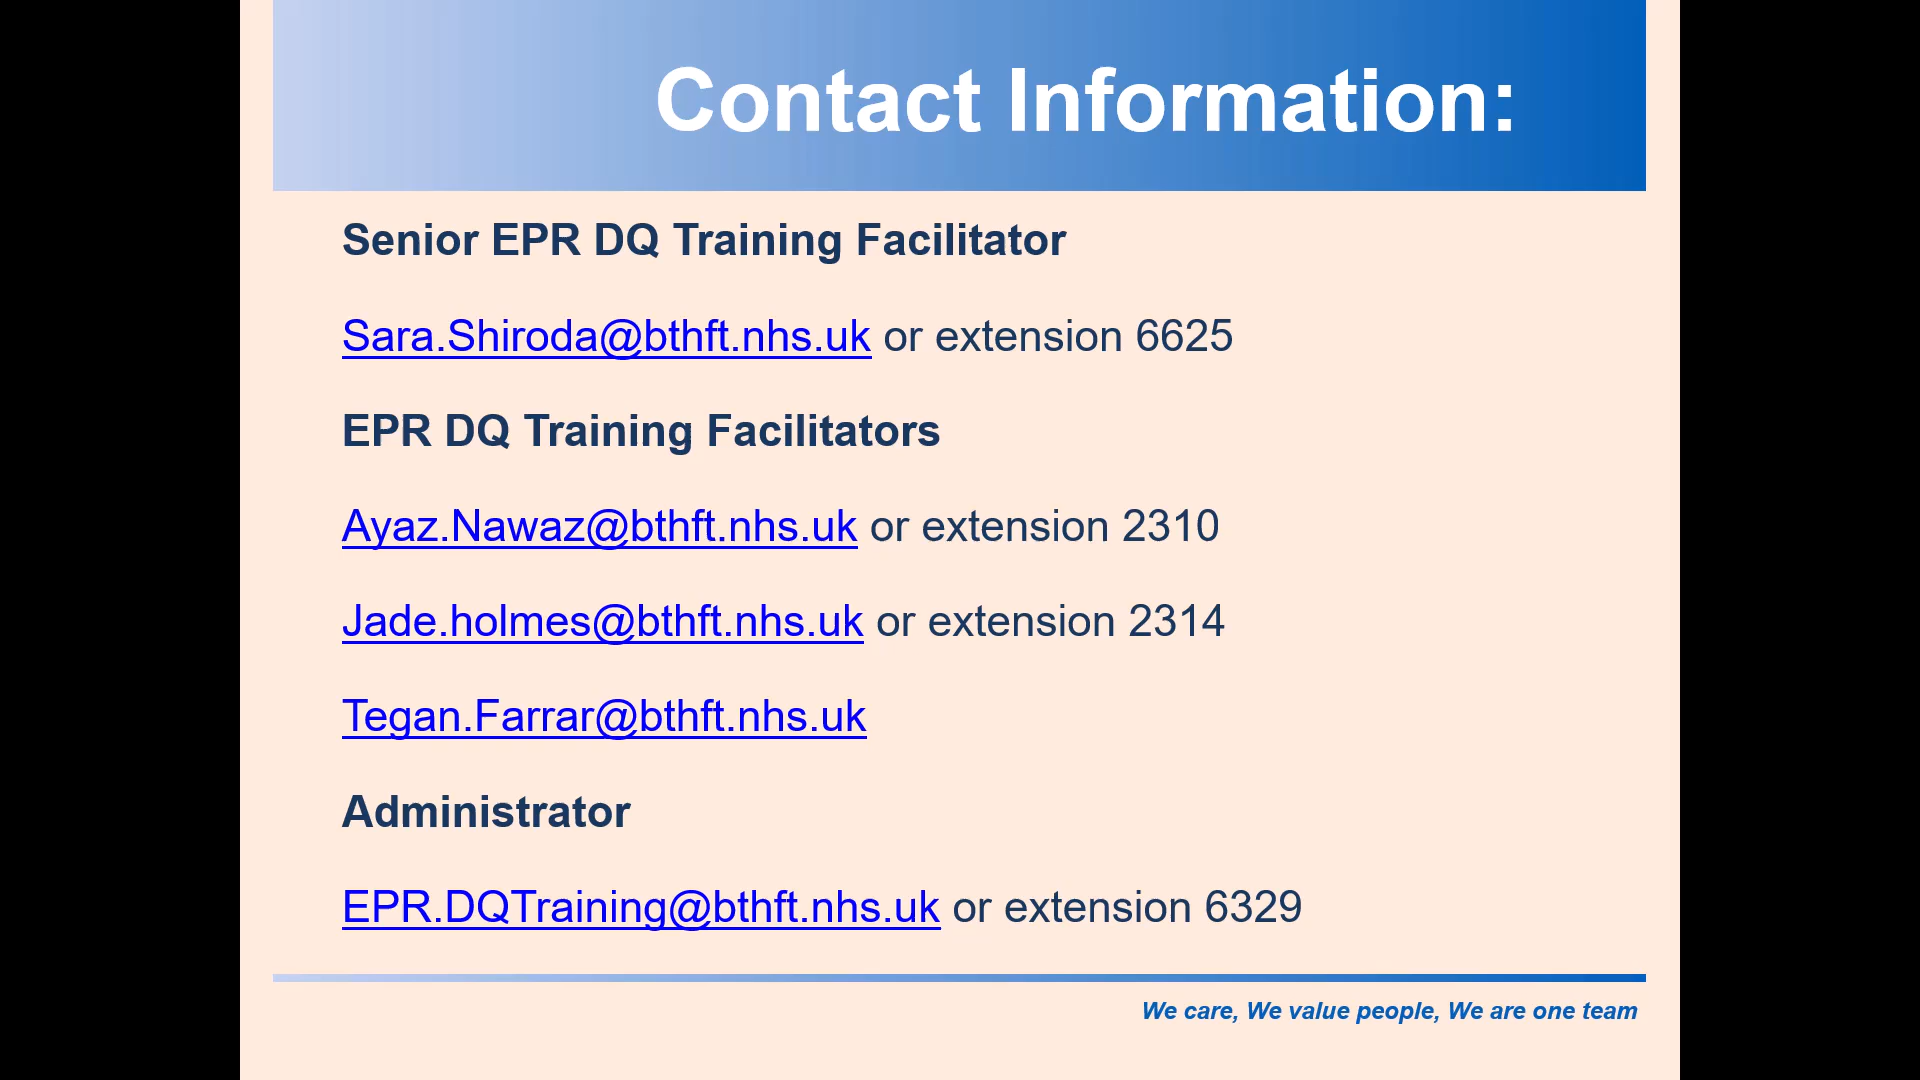 Contact Information:
Senior EPR DQ Training Facilitator
Sara.Shiroda@bthft.nhs.uk or extension 6625
EPR DQ Training Facilitators
Ayaz.Nawaz@bthft.nhs.uk or extension 2310
Jade.holmes@bthft.nhs.uk or extension 2314
Tegan.Farrar@bthft.nhs.uk
Administrator
EPR.DQTraining@bthft.nhs.uk or extension 6329
We care, We value people, We are one team